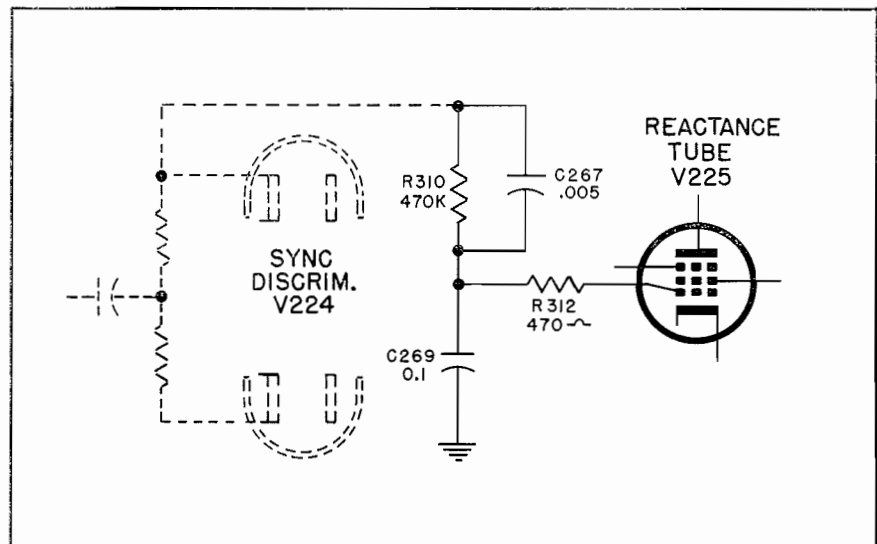 REACTANCE
TUBE
V225
R310
470K
C267
.005
SYNC
DISCRIM.
V224
R312
470
C269
0.1